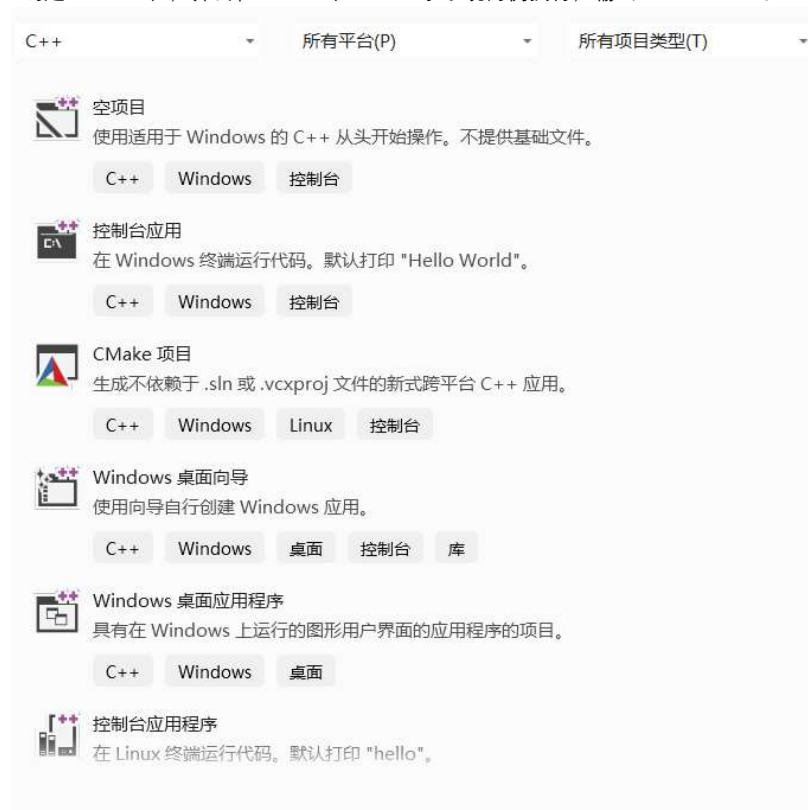 C++ 所有平台(P) 所有项目类型(T)
空项目
使用适用于 Windows 的 C++ 从头开始操作。不提供基础文件。
C++ Windows 控制台
控制台应用
在 Windows 终端运行代码。默认打印 "Hello World"。
C++ Windows 控制台
CMake 项目
生成不依赖于 .sln 或 .vcxproj 文件的新式跨平台 C++ 应用。
C++ Windows Linux 控制台
Windows 桌面向导
使用向导自行创建 Windows 应用。
C++ Windows 桌面 控制台 库
Windows 桌面应用程序
具有在 Windows 上运行的图形用户界面的应用程序的项目。
C++ Windows 桌面
控制台应用程序
在 Linux 终端运行代码。默认打印 "hello"。